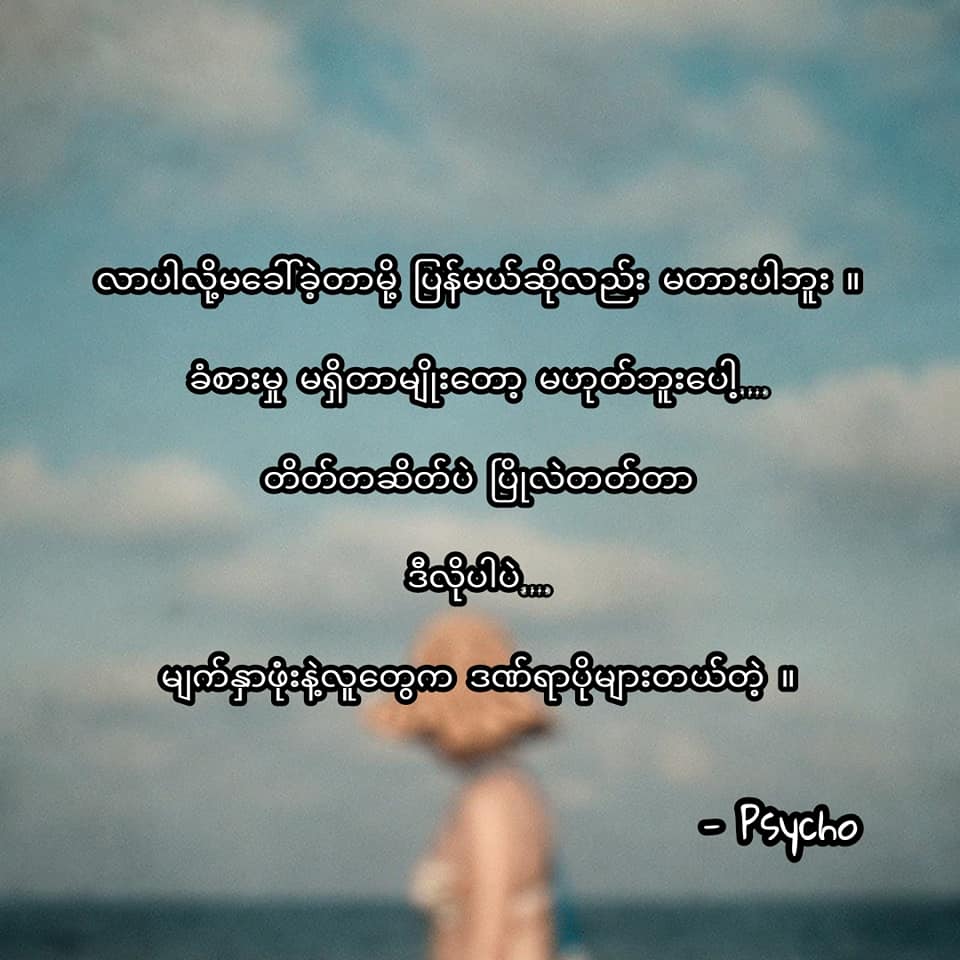 လာပါလို့မခေါ်ခဲ့တာမို့ ပြန်မယ်ဆိုလည်း မတားပါဘူး ။
ခံစားမှု မရှိတာမျိုးတော့ မဟုတ်ဘူးပေါ့....
တိတ်တဆိတ်ပဲ ပြိုလဲတတ်တာ
ဒီလိုပါပဲ....
မျက်နှာဖုံးနဲ့လူတွေက ဒဏ်ရာပိုများတယ်တဲ့ ။
- Psycho